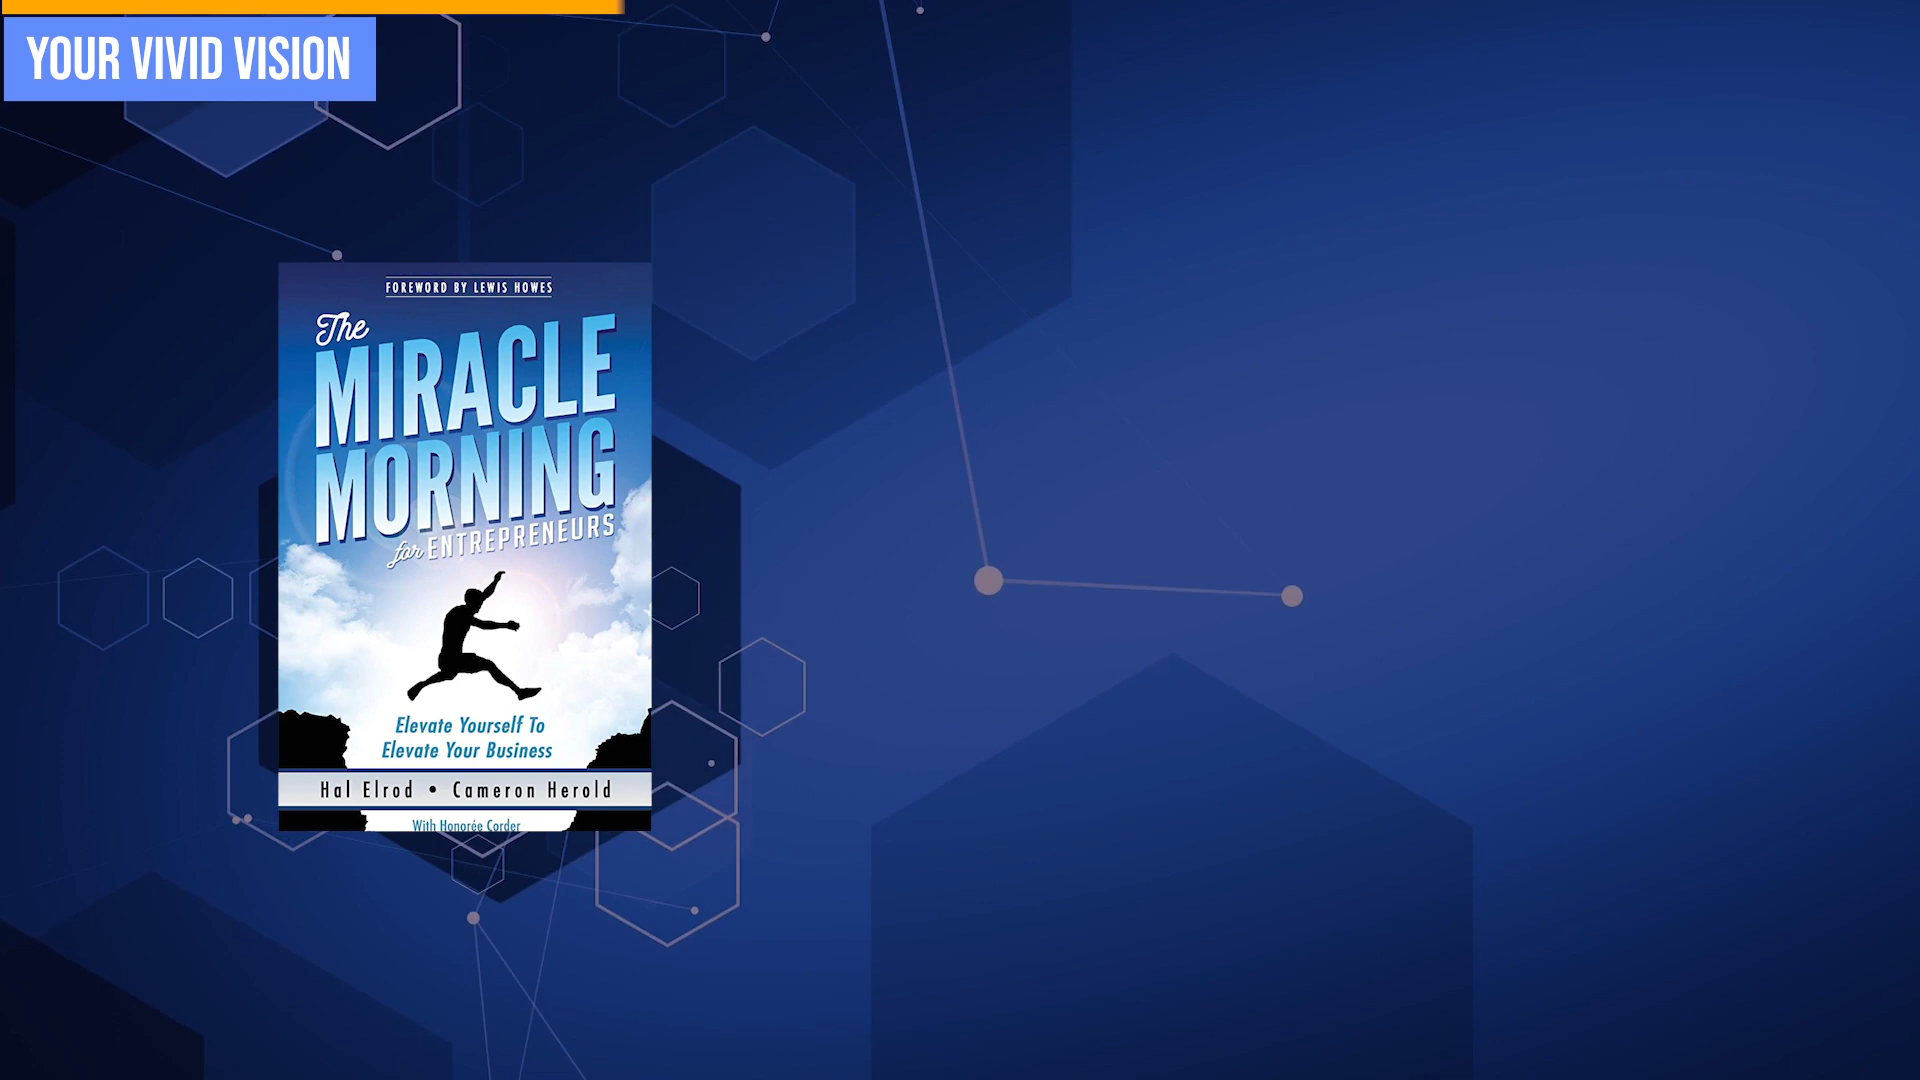 YOUR VIVID VISION
FOREWORD BY LEWIS HOWES
The
MIRACLE
MORNING
for ENTREPRENEURS
Elevate Yourself To
Elevate Your Business
Hal Elrod • Cameron Herold
With Honorée Corder